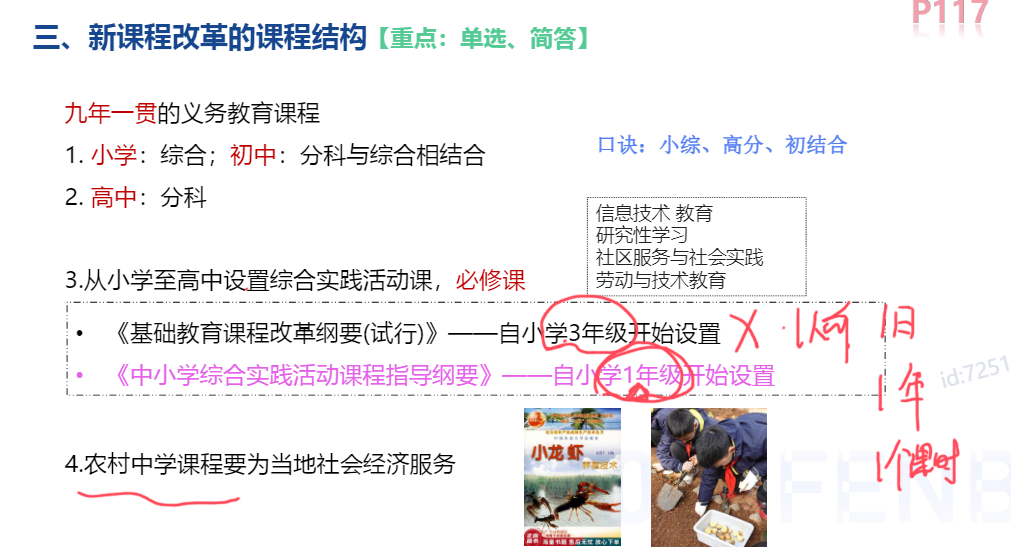 P117
三、新课程改革的课程结构【重点：单选、简答】
九年一贯的义务教育课程
1. 小学：综合；初中：分科与综合相结合
口诀：小综、高分、初结合
2. 高中：分科
信息技术 教育
研究性学习
社区服务与社会实践
劳动与技术教育
3.从小学至高中设置综合实践活动课，必修课
• 《基础教育课程改革纲要(试行)》——自小学3年级开始设置
• 《中小学综合实践活动课程指导纲要》——自小学1年级开始设置
旧
1年
1个课时
id:7251
4.农村中学课程要为当地社会经济服务
小龙虾
FENB